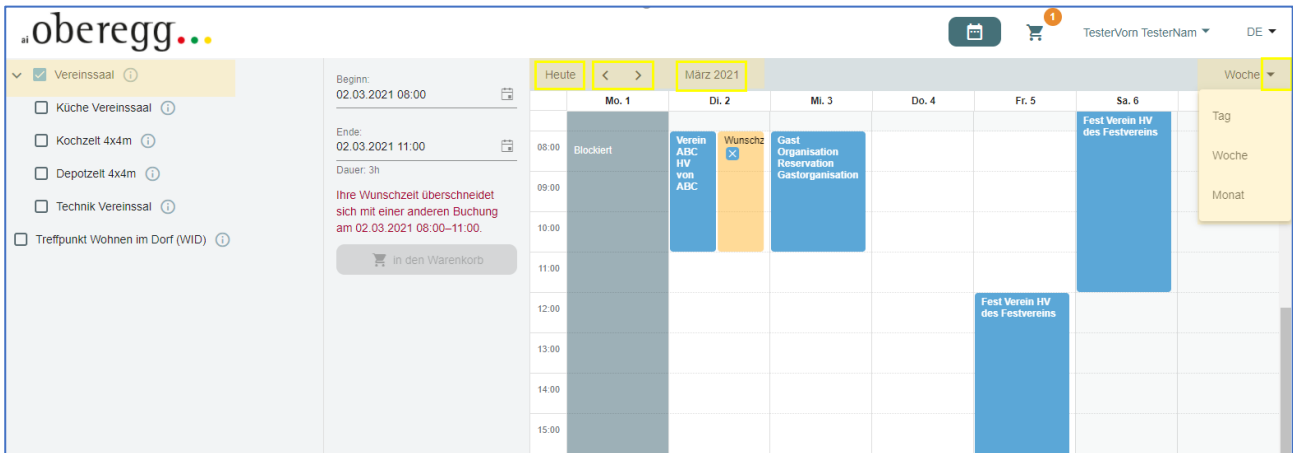 ai oberegg...
1
TesterVorn TesterNam
DE
Vereinssaal
Küche Vereinssaal
Kochzelt 4x4m
Depotzelt 4x4m
Technik Vereinssal
Treffpunkt Wohnen im Dorf (WID)
Beginn:
02.03.2021 08:00
Ende:
02.03.2021 11:00
Dauer: 3h
Ihre Wunschzeit überschneidet
sich mit einer anderen Buchung
am 02.03.2021 08:00–11:00.
in den Warenkorb
Heute
März 2021
Woche
Tag
Woche
Monat
Mo. 1
Di. 2
Mi. 3
Do. 4
Fr. 5
Sa. 6
08:00
09:00
10:00
11:00
12:00
13:00
14:00
15:00
Blockiert
Verein
ABC
HV
von
ABC
Wunschz
Gast
Organisation
Reservation
Gastorganisation
Fest Verein HV
des Festvereins
Fest Verein HV
des Festvereins